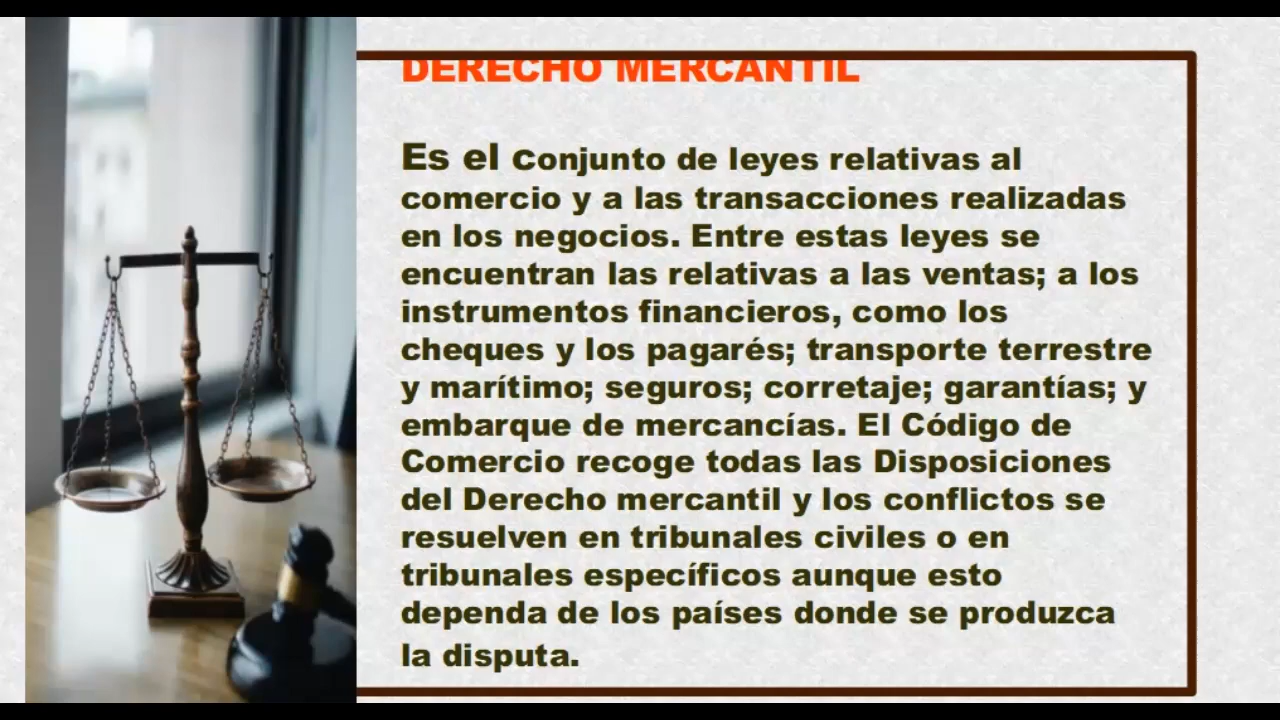 DERECHO MERCANTIL
Es el Conjunto de leyes relativas al
comercio y a las transacciones realizadas
en los negocios. Entre estas leyes se
encuentran las relativas a las ventas; a los
instrumentos financieros, como los
cheques y los pagarés; transporte terrestre
y marítimo; seguros; corretaje; garantías; y
embarque de mercancías. El Código de
Comercio recoge todas las Disposiciones
del Derecho mercantil y los conflictos se
resuelven en tribunales civiles o en
tribunales específicos aunque esto
dependa de los países donde se produzca
la disputa.